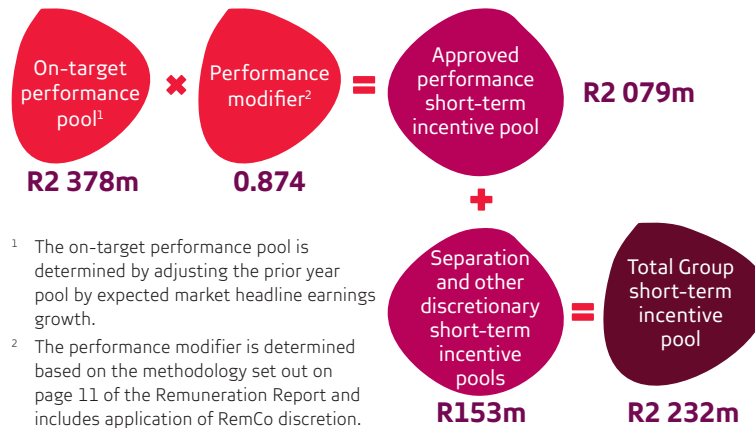 On-target
performance
pool¹
×
Performance
modifier²
=
Approved
performance
short-term
incentive pool
R2 079m
R2 378m
0.874
+
¹ The on-target performance pool is
determined by adjusting the prior year
pool by expected market headline earnings
growth.
² The performance modifier is determined
based on the methodology set out on
page 11 of the Remuneration Report and
includes application of RemCo discretion.
Separation
and other
discretionary
short-term
incentive
pools
=
Total Group
short-term
incentive
pool
R153m
R2 232m